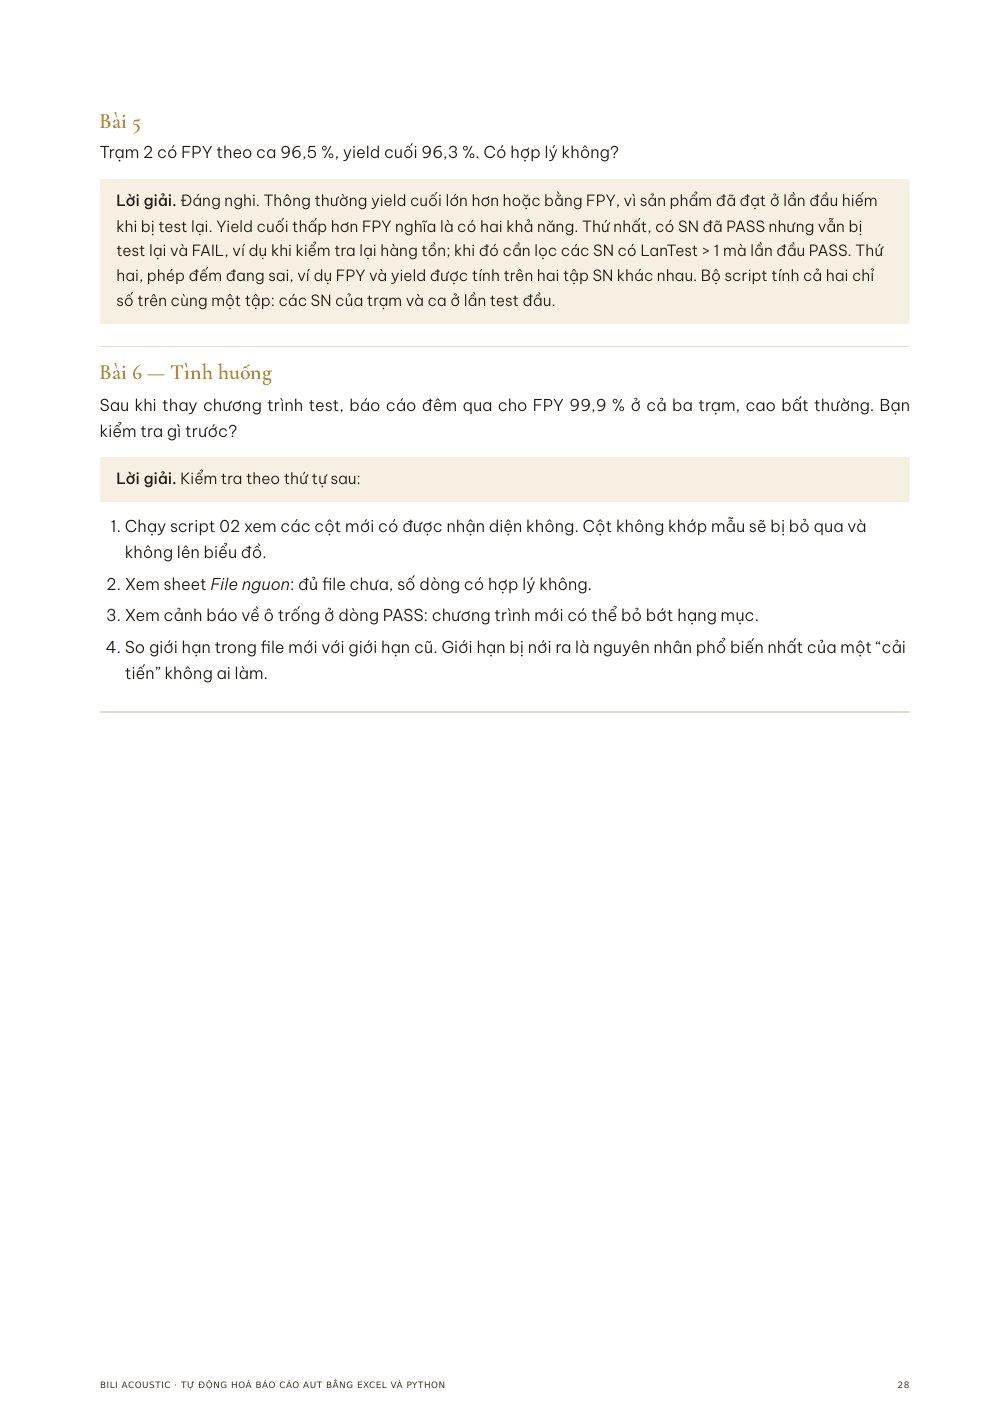 Bài 5
Trạm 2 có FPY theo ca 96,5 %, yield cuối 96,3 %. Có hợp lý không?
Lời giải. Đáng nghi. Thông thường yield cuối lớn hơn hoặc bằng FPY, vì sản phẩm đã đạt ở lần đầu hiếm
khi bị test lại. Yield cuối thấp hơn FPY nghĩa là có hai khả năng. Thứ nhất, có SN đã PASS nhưng vẫn bị
test lại và FAIL, ví dụ khi kiểm tra lại hàng tồn; khi đó cần lọc các SN có LanTest > 1 mà lần đầu PASS. Thứ
hai, phép đếm đang sai, ví dụ FPY và yield được tính trên hai tập SN khác nhau. Bộ script tính cả hai chỉ
số trên cùng một tập: các SN của trạm và ca ở lần test đầu.
Bài 6 — Tình huống
Sau khi thay chương trình test, báo cáo đêm qua cho FPY 99,9 % ở cả ba trạm, cao bất thường. Bạn
kiểm tra gì trước?
Lời giải. Kiểm tra theo thứ tự sau:
1. Chạy script 02 xem các cột mới có được nhận diện không. Cột không khớp mẫu sẽ bị bỏ qua và
không lên biểu đồ.
2. Xem sheet File nguon: đủ file chưa, số dòng có hợp lý không.
3. Xem cảnh báo về ô trống ở dòng PASS: chương trình mới có thể bỏ bớt hạng mục.
4. So giới hạn trong file mới với giới hạn cũ. Giới hạn bị nới ra là nguyên nhân phổ biến nhất của một “cải
tiến” không ai làm.
BILI ACOUSTIC · TỰ ĐỘNG HOÁ BÁO CÁO AUT BẰNG EXCEL VÀ PYTHON
28